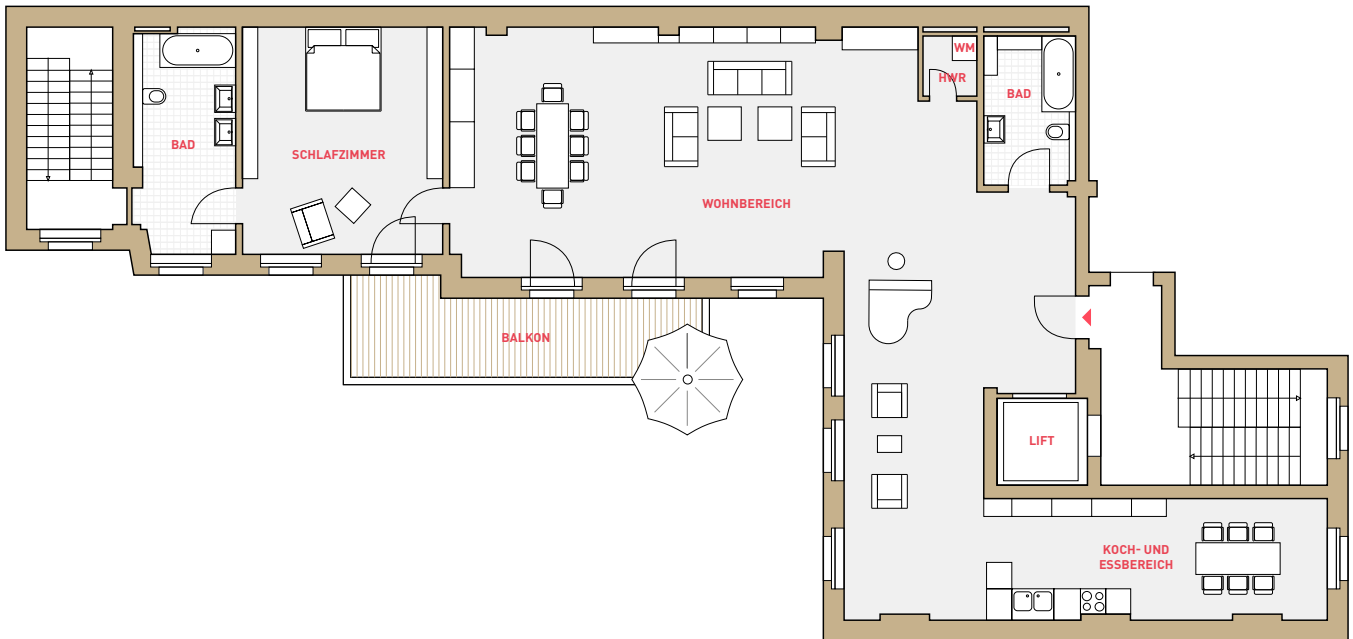 WM
HWR
BAD
BAD
SCHLAFZIMMER
WOHNBEREICH
BALKON
LIFT
KOCH- UND
ESSBEREICH